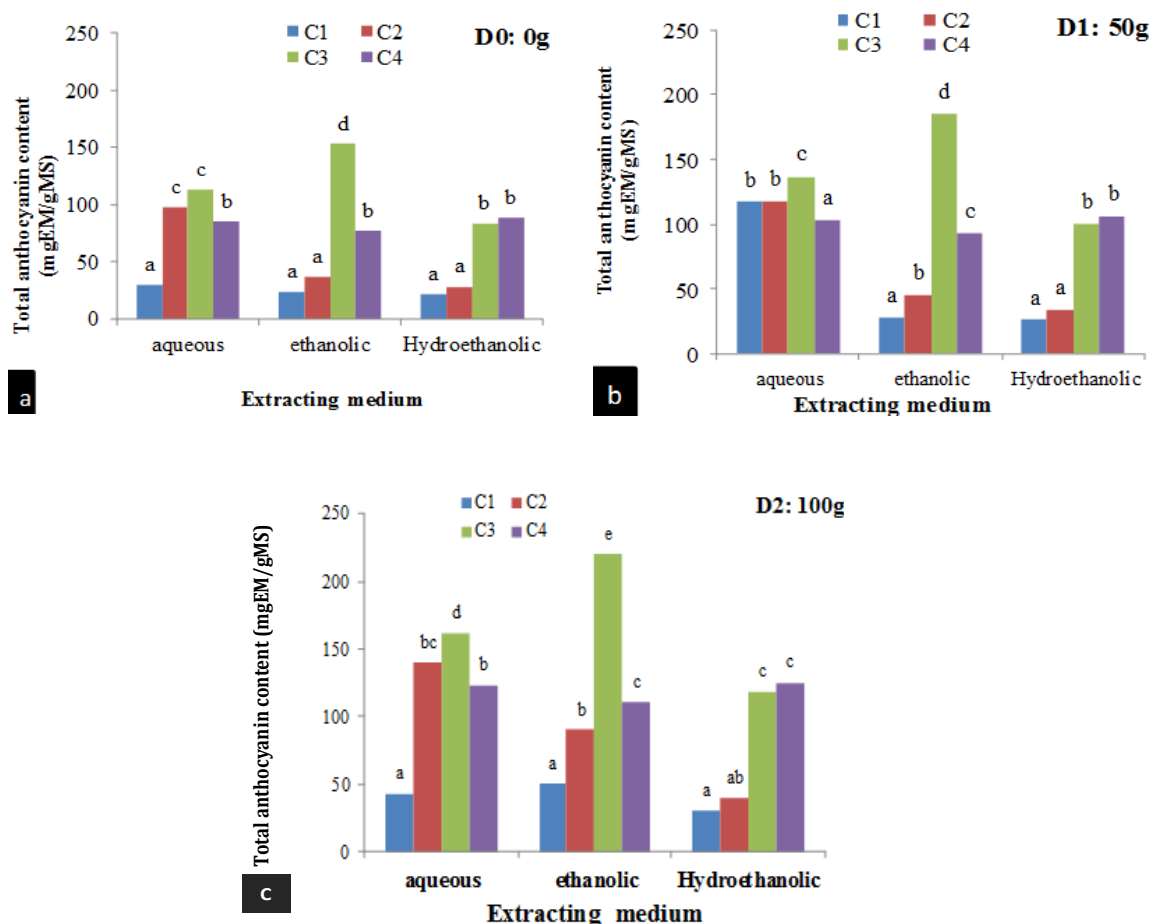 C1 C2
C3 C4
D0: 0g
Total anthocyanin content
(mgEM/gMS)
250
200
150
100
50
0
a c c b
a a d b
a a b b
aqueous ethanolic Hydroethanolic
Extracting medium
a
C1 C2
C3 C4
D1: 50g
Total anthocyanin content
(mgEM/gMS)
250
200
150
100
50
0
b b c a
a b d c
a a b b
aqueous ethanolic Hydroethanolic
Extracting medium
b
C1 C2
C3 C4
D2: 100g
Total anthocyanin content (mgEM/gMS)
250
200
150
100
50
0
a bc d b
a b e c
a ab c c
aqueous ethanolic Hydroethanolic
Extracting medium
c